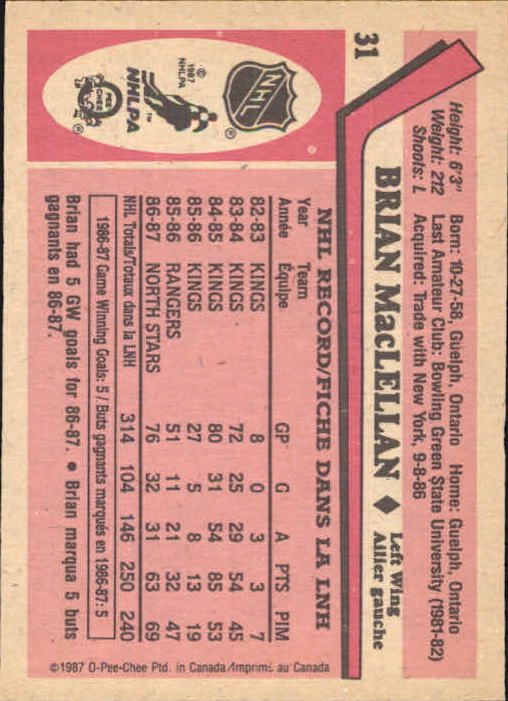 31
Height: 6'3" Born: 10-27-58, Guelph, Ontario Home: Guelph, Ontario
Weight: 212 Last Amateur Club: Bowling Green State University (1981-82)
Shoots: L Acquired: Trade with New York, 9-8-86
BRIAN MacLELLAN ◆ Left Wing
Ailier gauche
NHL
®
© 1987
NHLPA
NHLPA
TM
O PEE CHEE
NHL RECORD/FICHE DANS LA LNH
Year Team
Année Équipe GP G A PTS PIM
82-83 KINGS 8 0 3 3 7
83-84 KINGS 72 25 29 54 45
84-85 KINGS 80 31 54 85 53
85-86 KINGS 27 5 8 13 19
85-86 RANGERS 51 11 21 32 47
86-87 NORTH STARS 76 32 31 63 69
NHL Totals/Totaux dans la LNH 314 104 146 250 240
1986-87 Game Winning Goals: 5 / Buts gagnants marqués en 1986-87: 5
Brian had 5 GW goals for 86-87. ● Brian marqua 5 buts
gagnants en 86-87.
©1987 O-Pee-Chee Ptd. in Canada/Imprimé au Canada